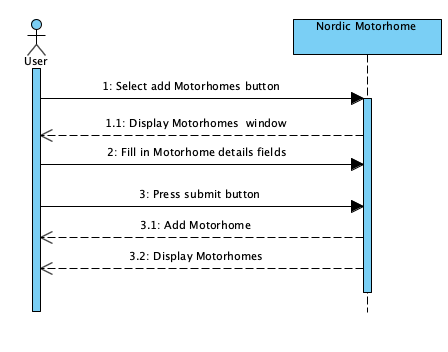 Nordic Motorhome
User
1: Select add Motorhomes button
1.1: Display Motorhomes window
2: Fill in Motorhome details fields
3: Press submit button
3.1: Add Motorhome
3.2: Display Motorhomes